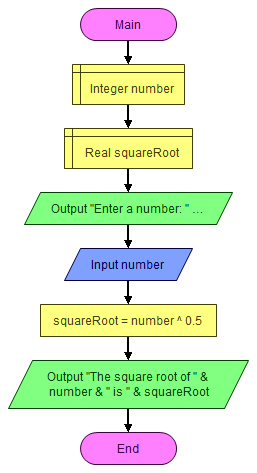 Main
Integer number
Real squareRoot
Output "Enter a number: " ...
Input number
squareRoot = number ^ 0.5
Output "The square root of " &
number & " is " & squareRoot
End